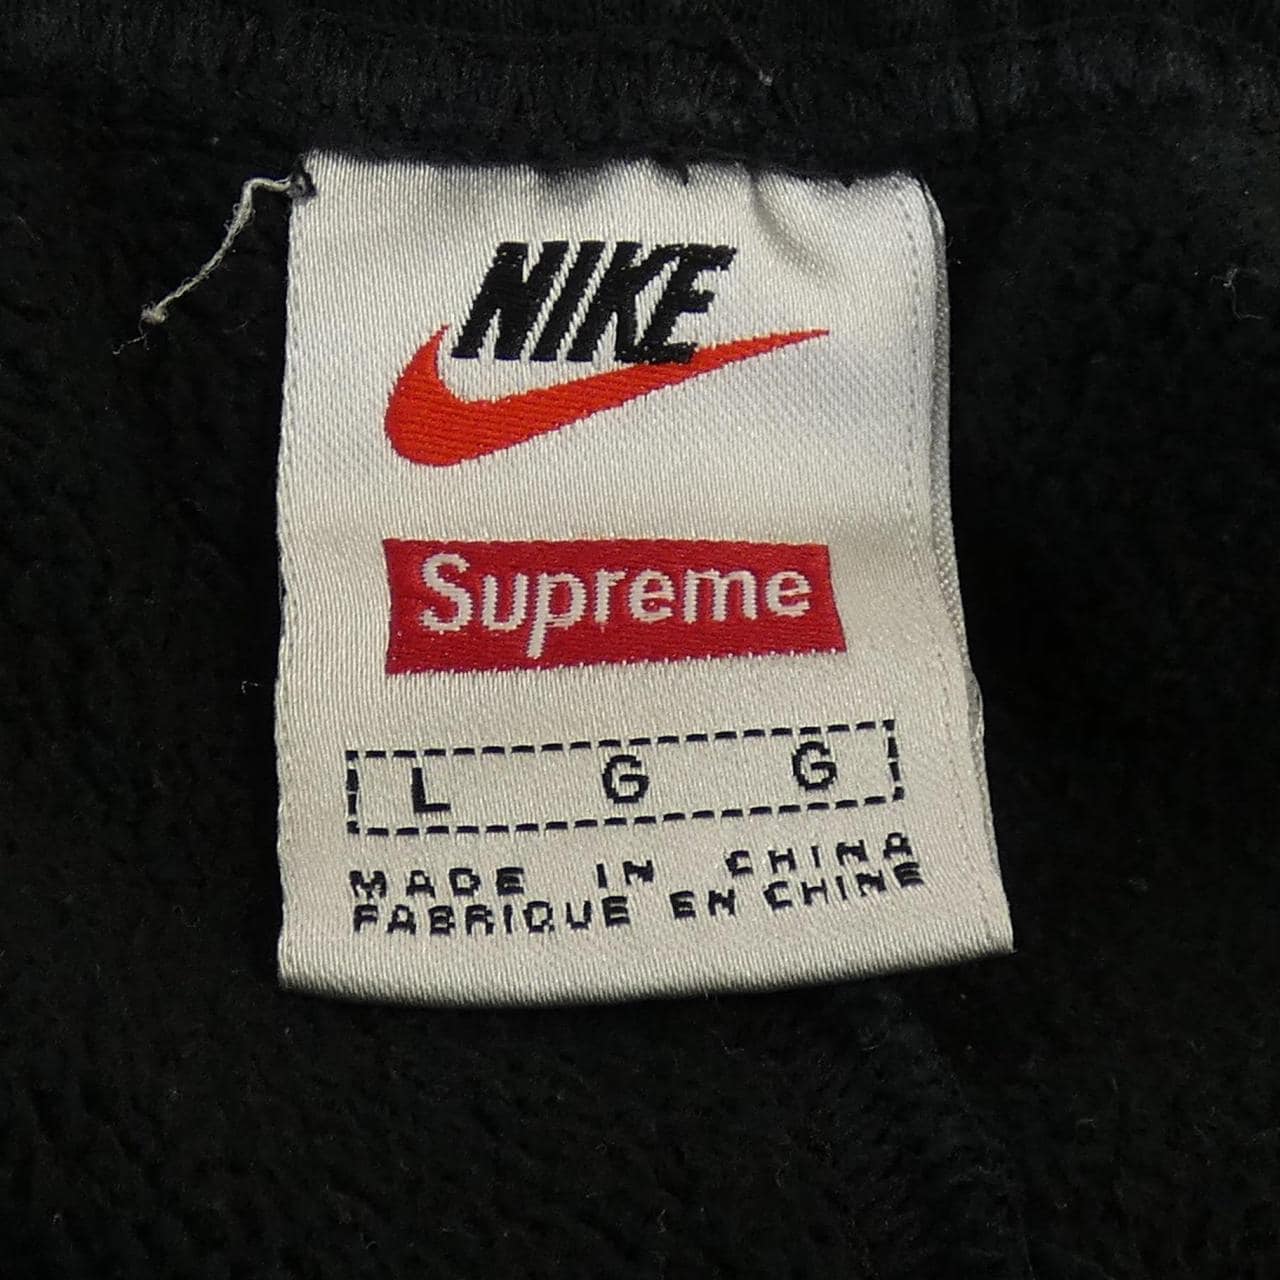 NIKE
Supreme
L G G
MADE IN CHINA
FABRIQUE EN CHINE